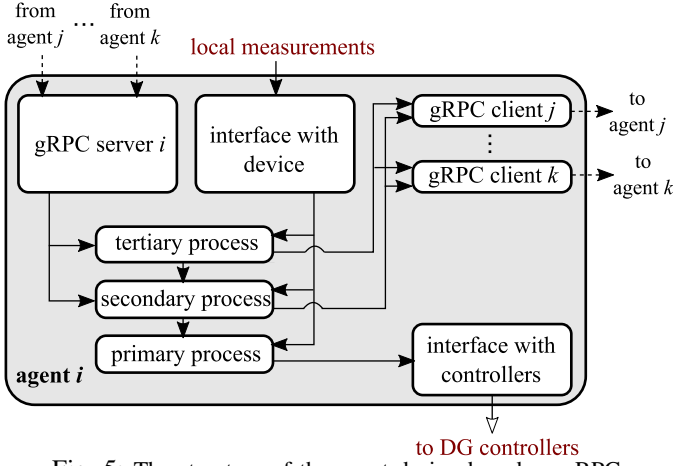 from
agent j
...
from
agent k
local measurements
gRPC server i
interface with
device
gRPC client j
to
agent j
⋮
gRPC client k
to
agent k
tertiary process
secondary process
primary process
agent i
interface with
controllers
to DG controllers